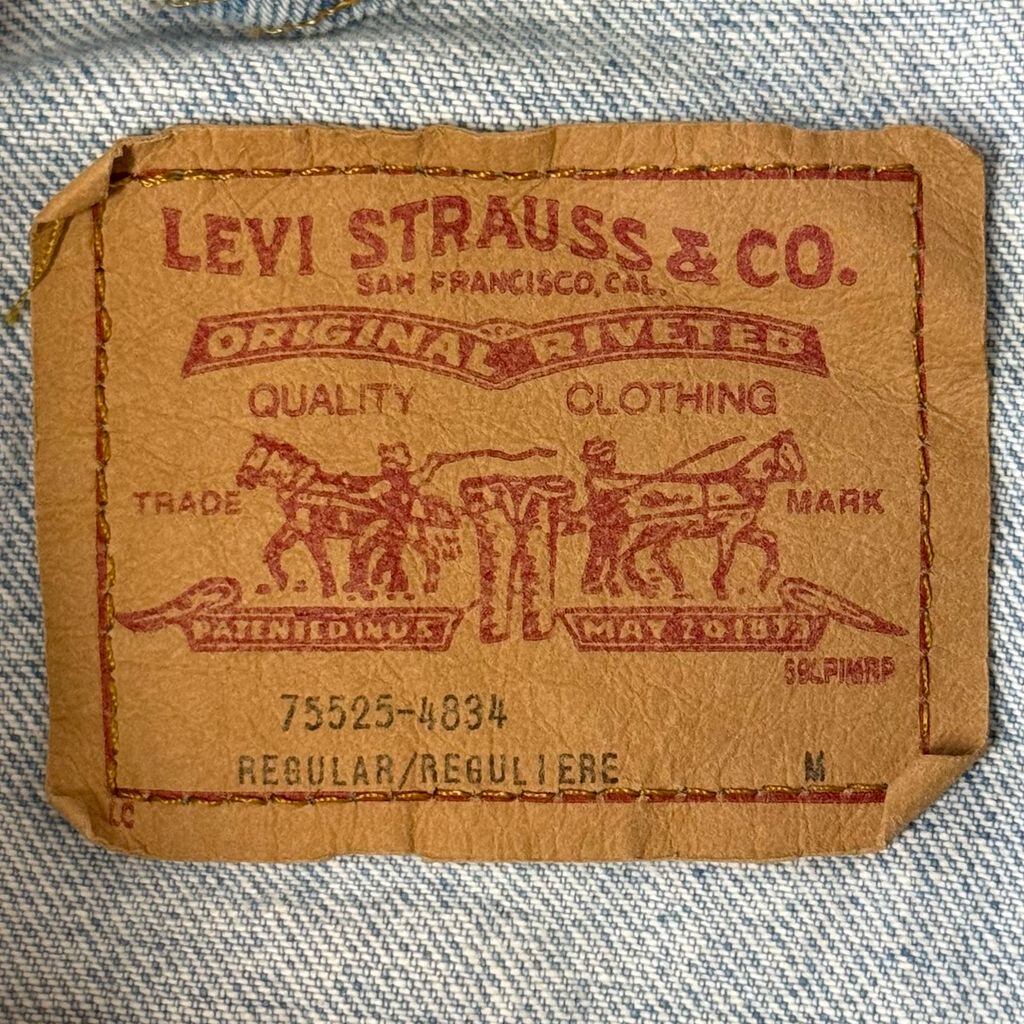 LEVI STRAUSS & CO.
SAN FRANCISCO, CAL.
ORIGINAL RIVETED
QUALITY CLOTHING
TRADE MARK
PATENTED IN U S MAY 20 1873
75525-4834
REGULAR/REGULIERE M
LC